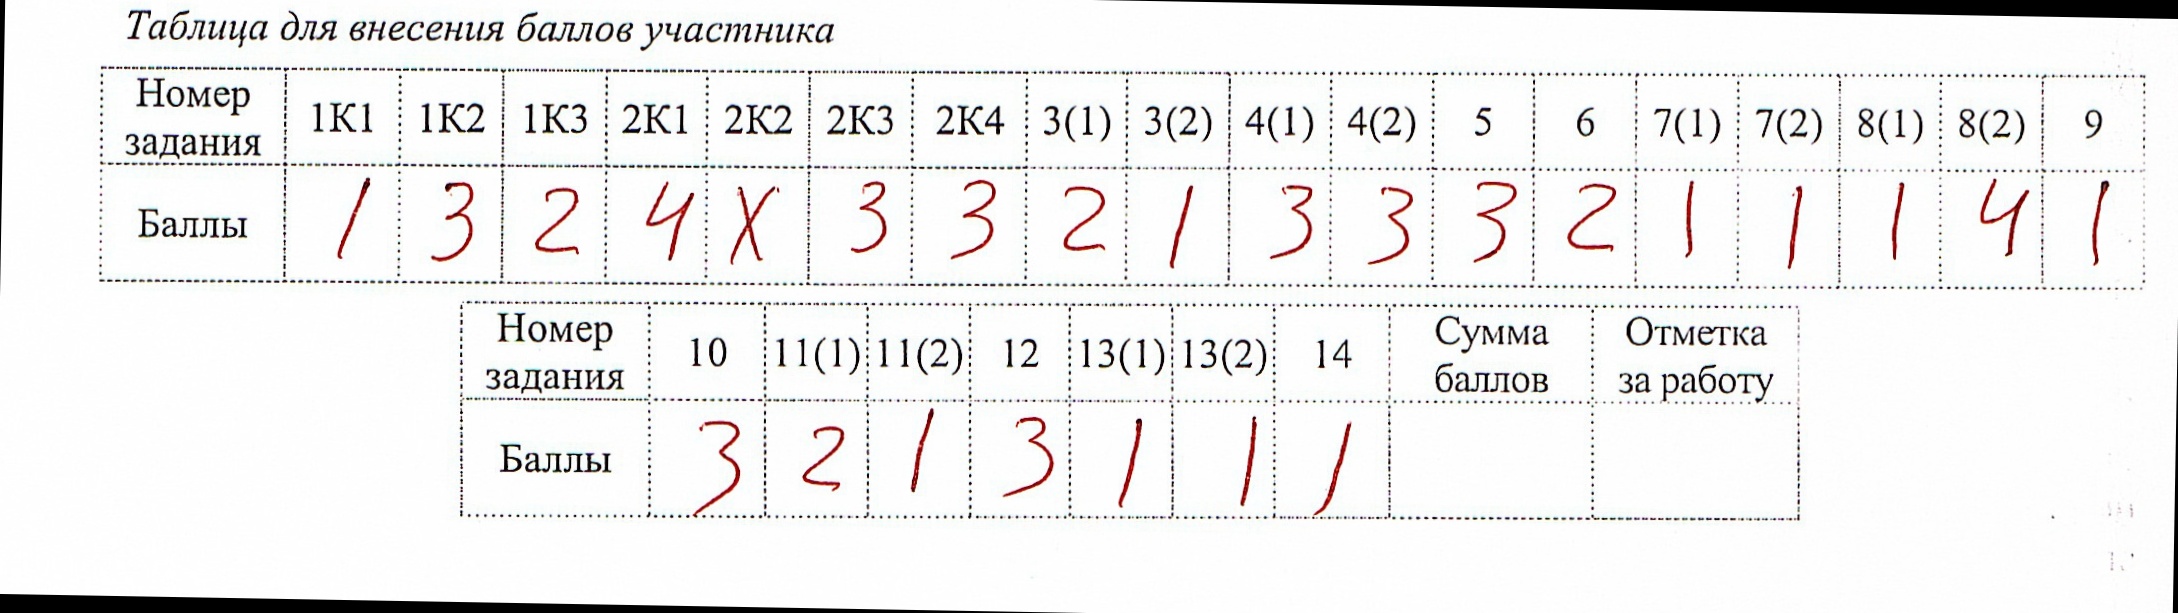 Таблица для внесения баллов участника
Номер задания 1К1 1К2 1К3 2К1 2К2 2К3 2К4 3(1) 3(2) 4(1) 4(2) 5 6 7(1) 7(2) 8(1) 8(2) 9
Баллы 1 3 2 4 X 3 3 2 1 3 3 3 2 1 1 1 4 1
Номер задания 10 11(1) 11(2) 12 13(1) 13(2) 14 Сумма баллов Отметка за работу
Баллы 3 2 1 3 1 1 1